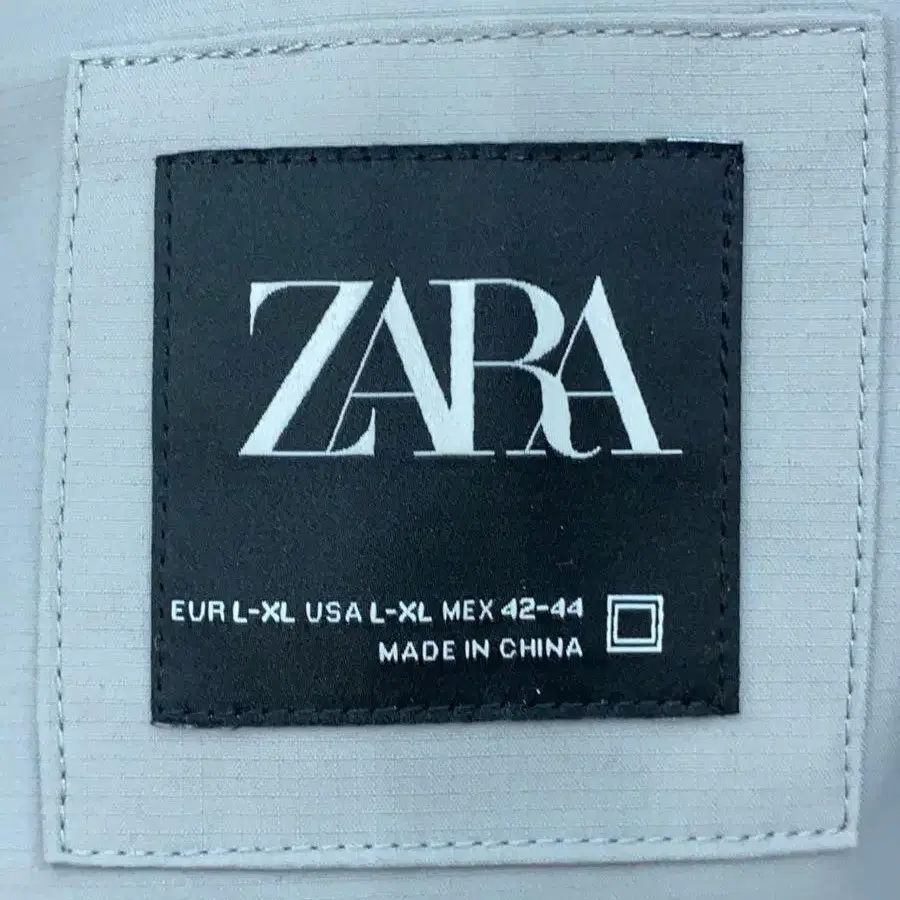 ZARA
EUR L-XL USA L-XL MEX 42-44
MADE IN CHINA